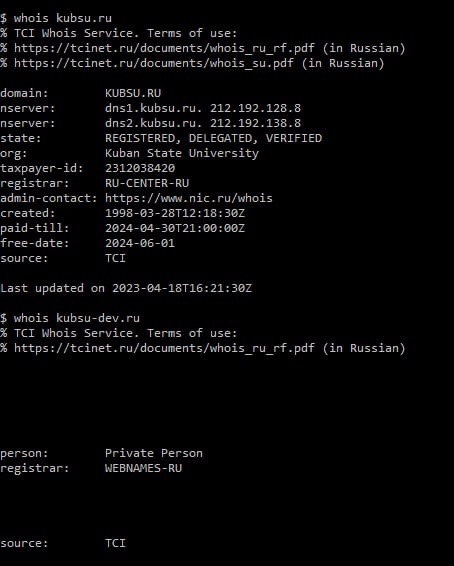 $ whois kubsu.ru
% TCI Whois Service. Terms of use:
% https://tcinet.ru/documents/whois_ru_rf.pdf (in Russian)
% https://tcinet.ru/documents/whois_su.pdf (in Russian)
domain: KUBSU.RU
nserver: dns1.kubsu.ru. 212.192.128.8
nserver: dns2.kubsu.ru. 212.192.138.8
state: REGISTERED, DELEGATED, VERIFIED
org: Kuban State University
taxpayer-id: 2312038420
registrar: RU-CENTER-RU
admin-contact: https://www.nic.ru/whois
created: 1998-03-28T12:18:30Z
paid-till: 2024-04-30T21:00:00Z
free-date: 2024-06-01
source: TCI
Last updated on 2023-04-18T16:21:30Z
$ whois kubsu-dev.ru
% TCI Whois Service. Terms of use:
% https://tcinet.ru/documents/whois_ru_rf.pdf (in Russian)
person: Private Person
registrar: WEBNAMES-RU
source: TCI